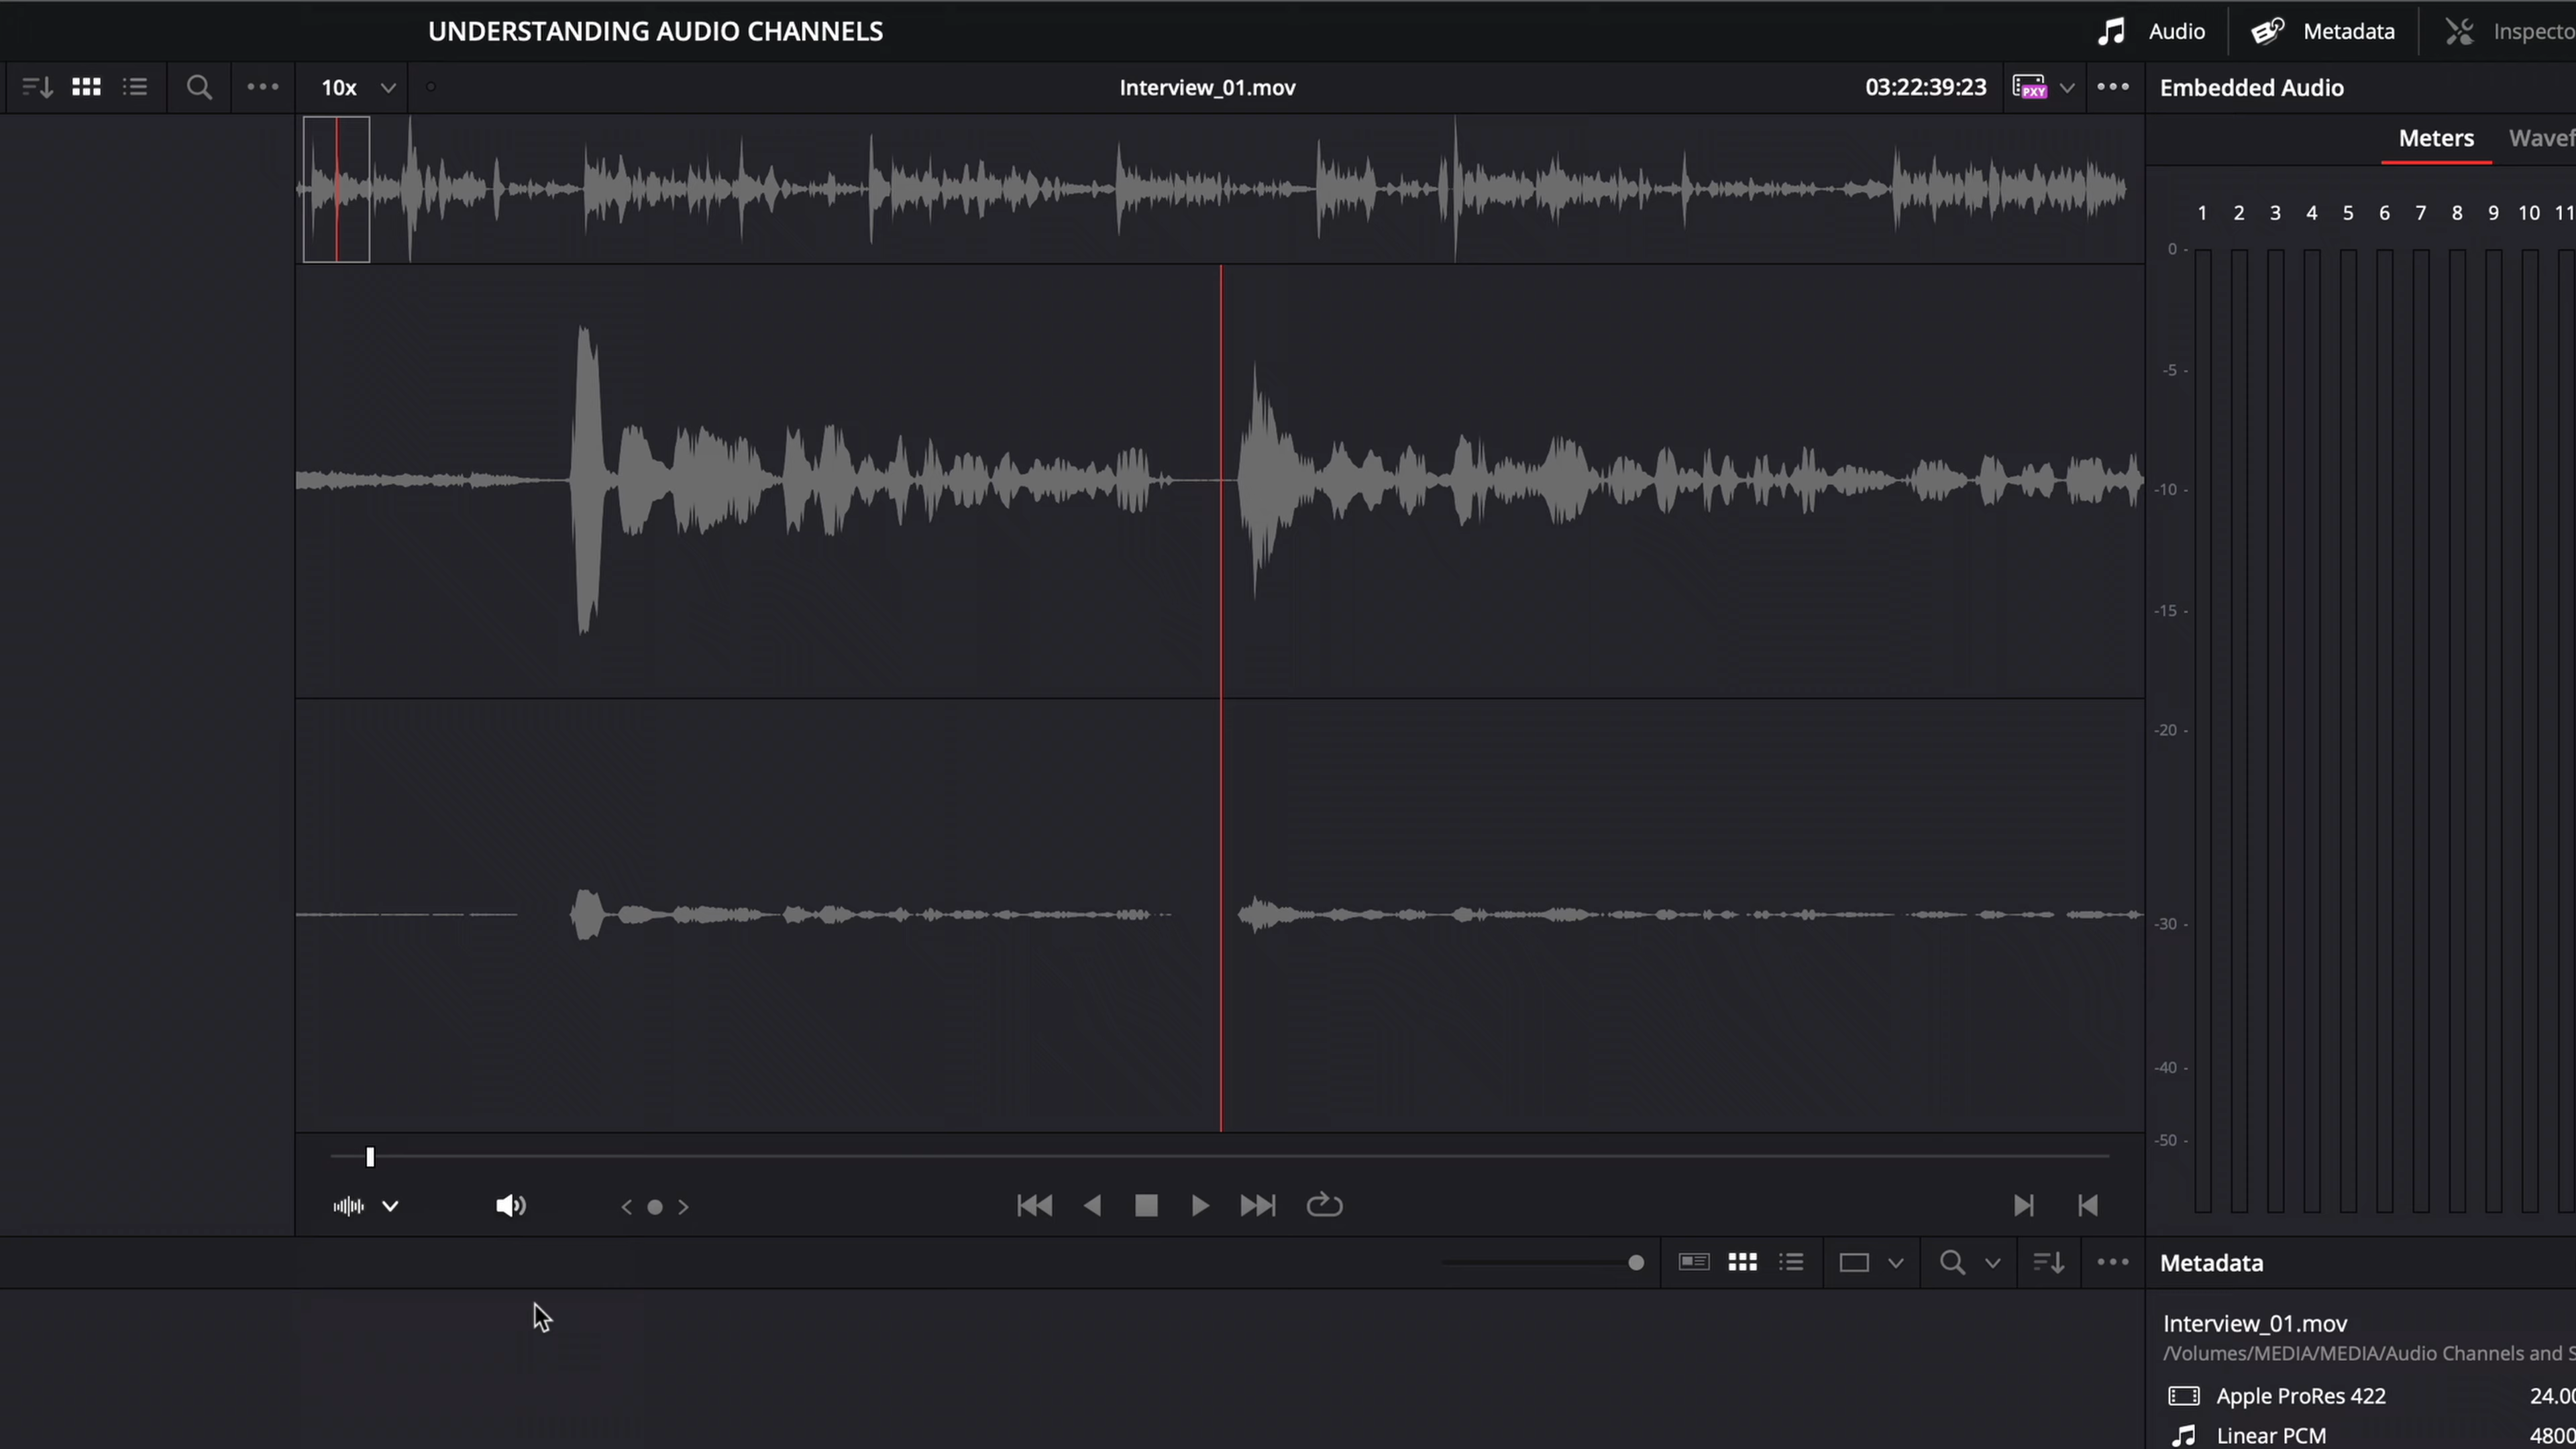 UNDERSTANDING AUDIO CHANNELS
Audio
Metadata
10x
Interview_01.mov
03:22:39:23
PXY
Embedded Audio
Meters
1 2 3 4 5 6 7 8 9 10 11
0 -
-5 -
-10 -
-15 -
-20 -
-30 -
-40 -
-50 -
Metadata
Interview_01.mov
/Volumes/MEDIA/MEDIA/Audio Channels and S
Apple ProRes 422
24.00
Linear PCM
4800